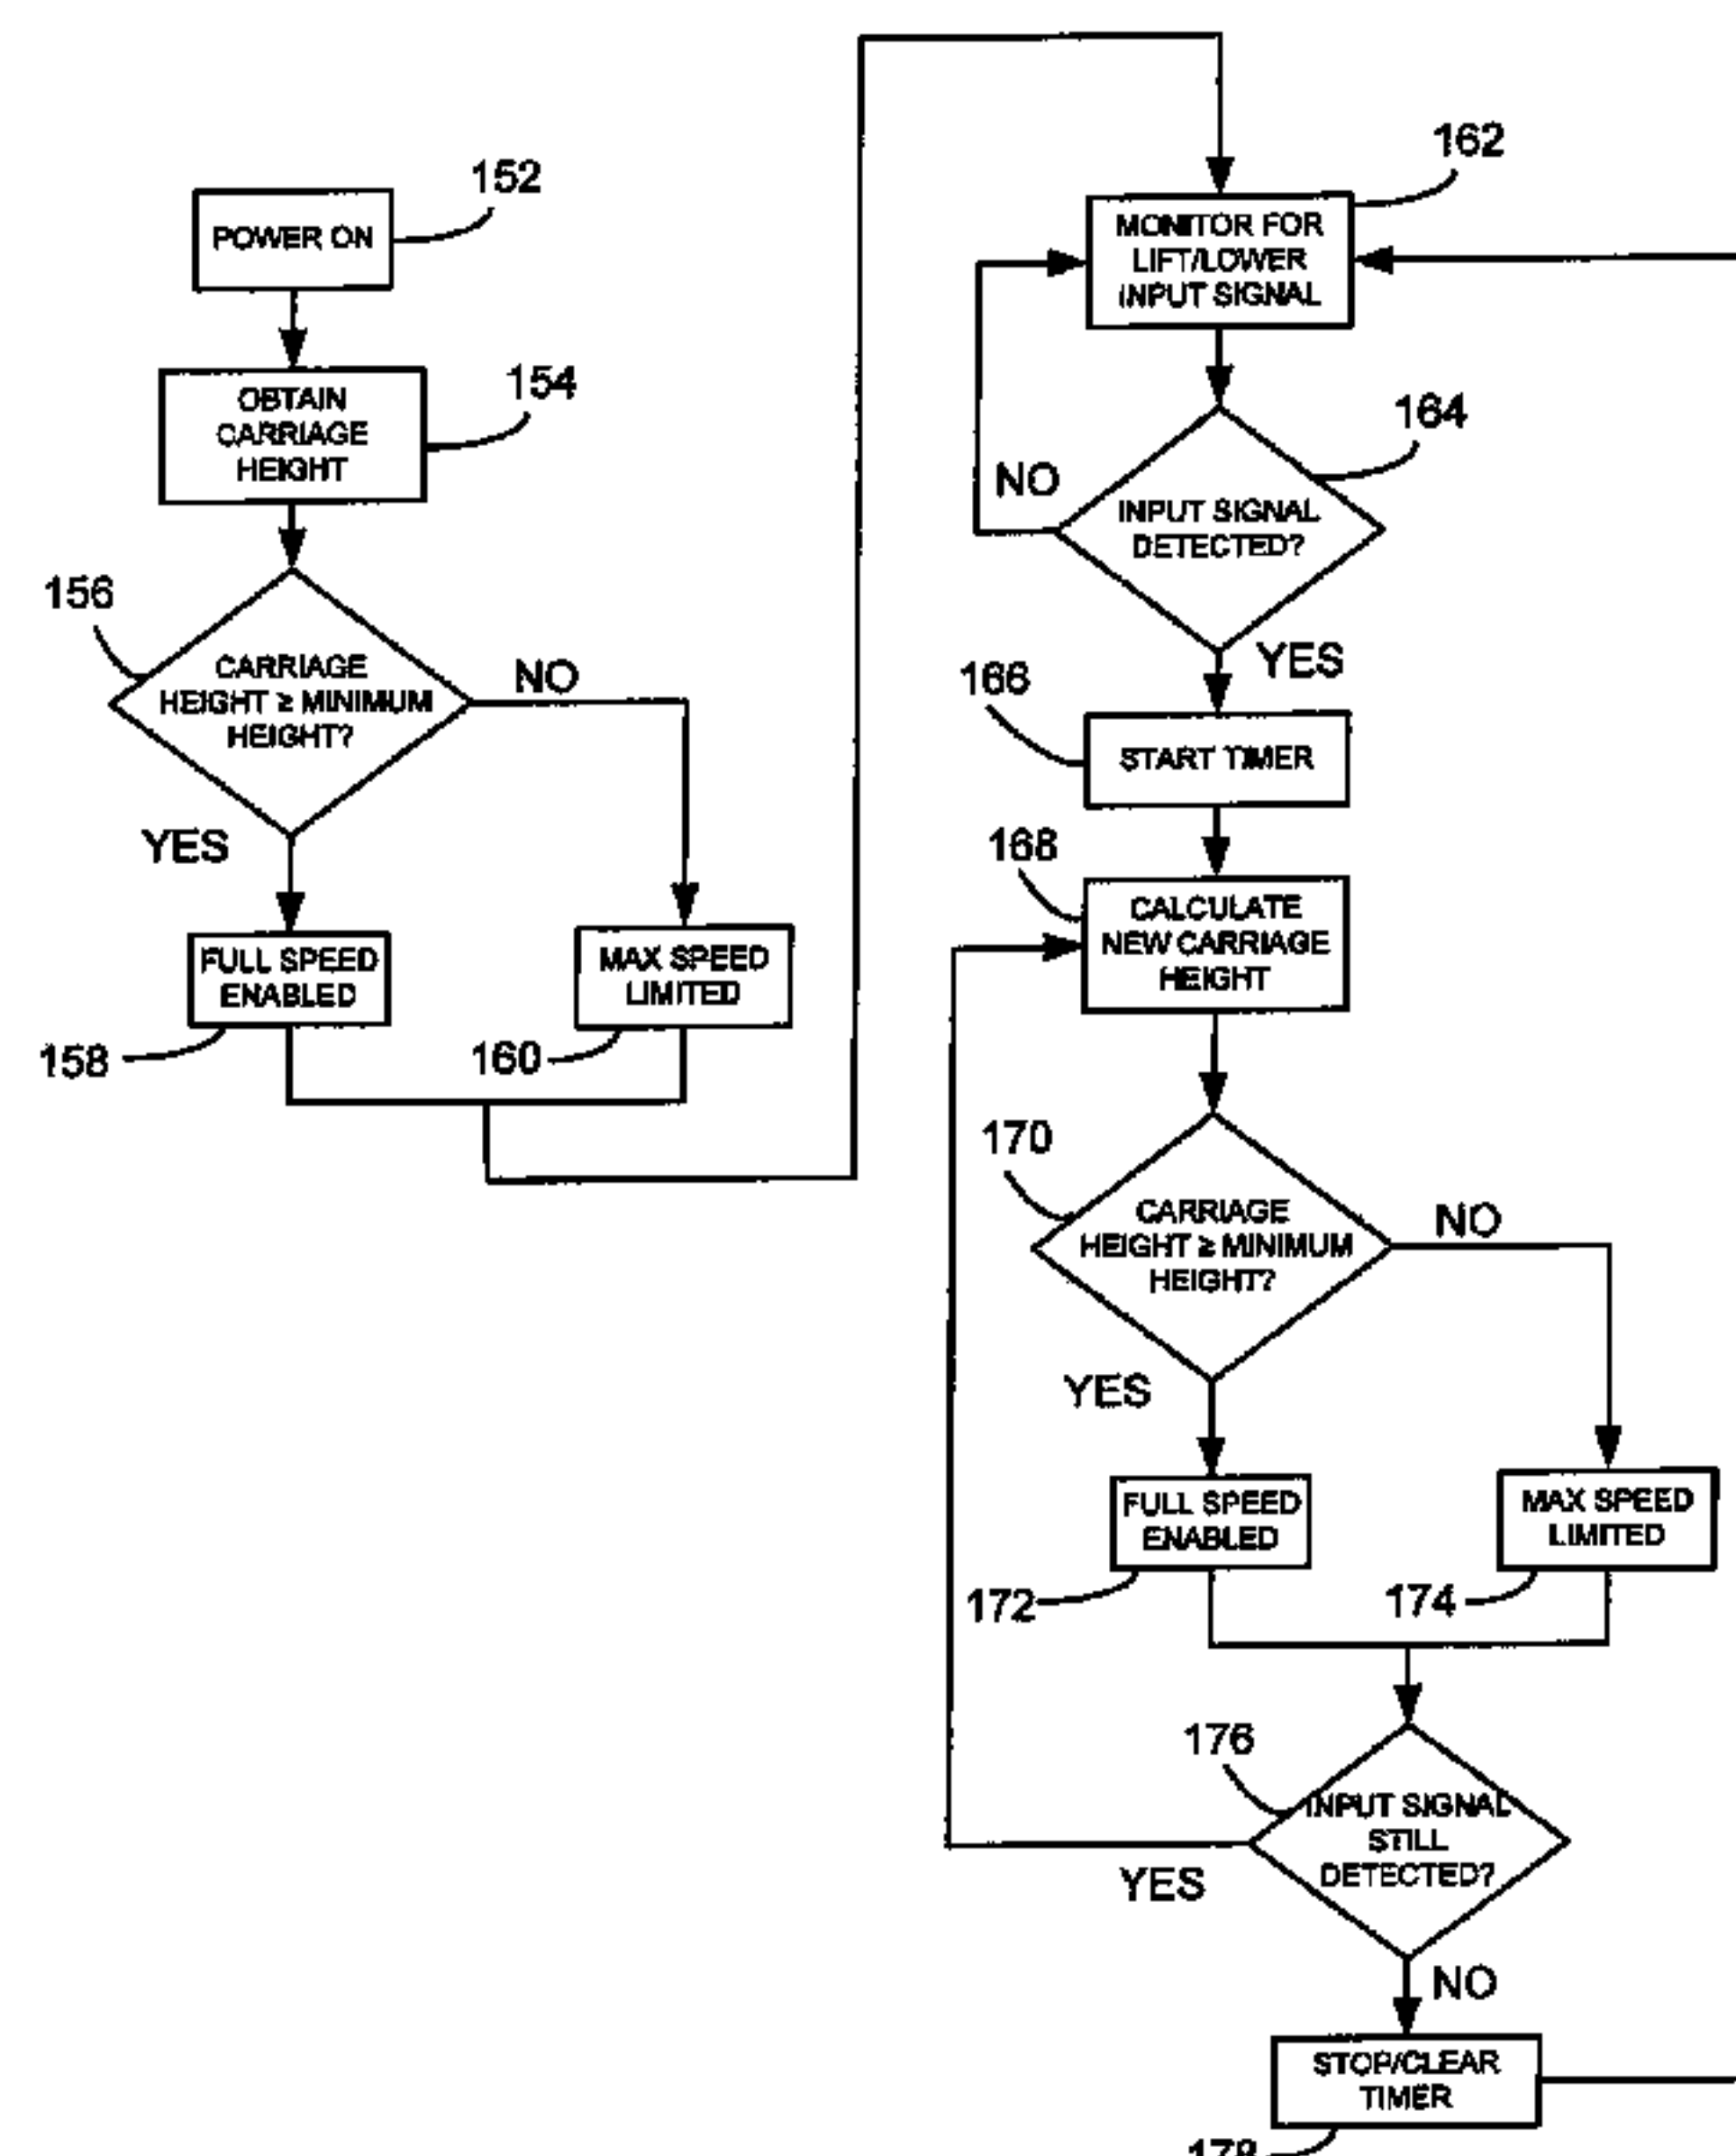 152
POWER ON
OBTAIN
CARRIAGE
HEIGHT
154
156
CARRIAGE
HEIGHT ≥ MINIMUM
HEIGHT?
NO
YES
FULL SPEED
ENABLED
MAX SPEED
LIMITED
158
160
162
MONITOR FOR
LIFT/LOWER
INPUT SIGNAL
164
NO
INPUT SIGNAL
DETECTED?
YES
166
START TIMER
168
CALCULATE
NEW CARRIAGE
HEIGHT
170
CARRIAGE
HEIGHT ≥ MINIMUM
HEIGHT?
NO
YES
FULL SPEED
ENABLED
MAX SPEED
LIMITED
172
174
176
INPUT SIGNAL
STILL
DETECTED?
YES
NO
STOP/CLEAR
TIMER
178